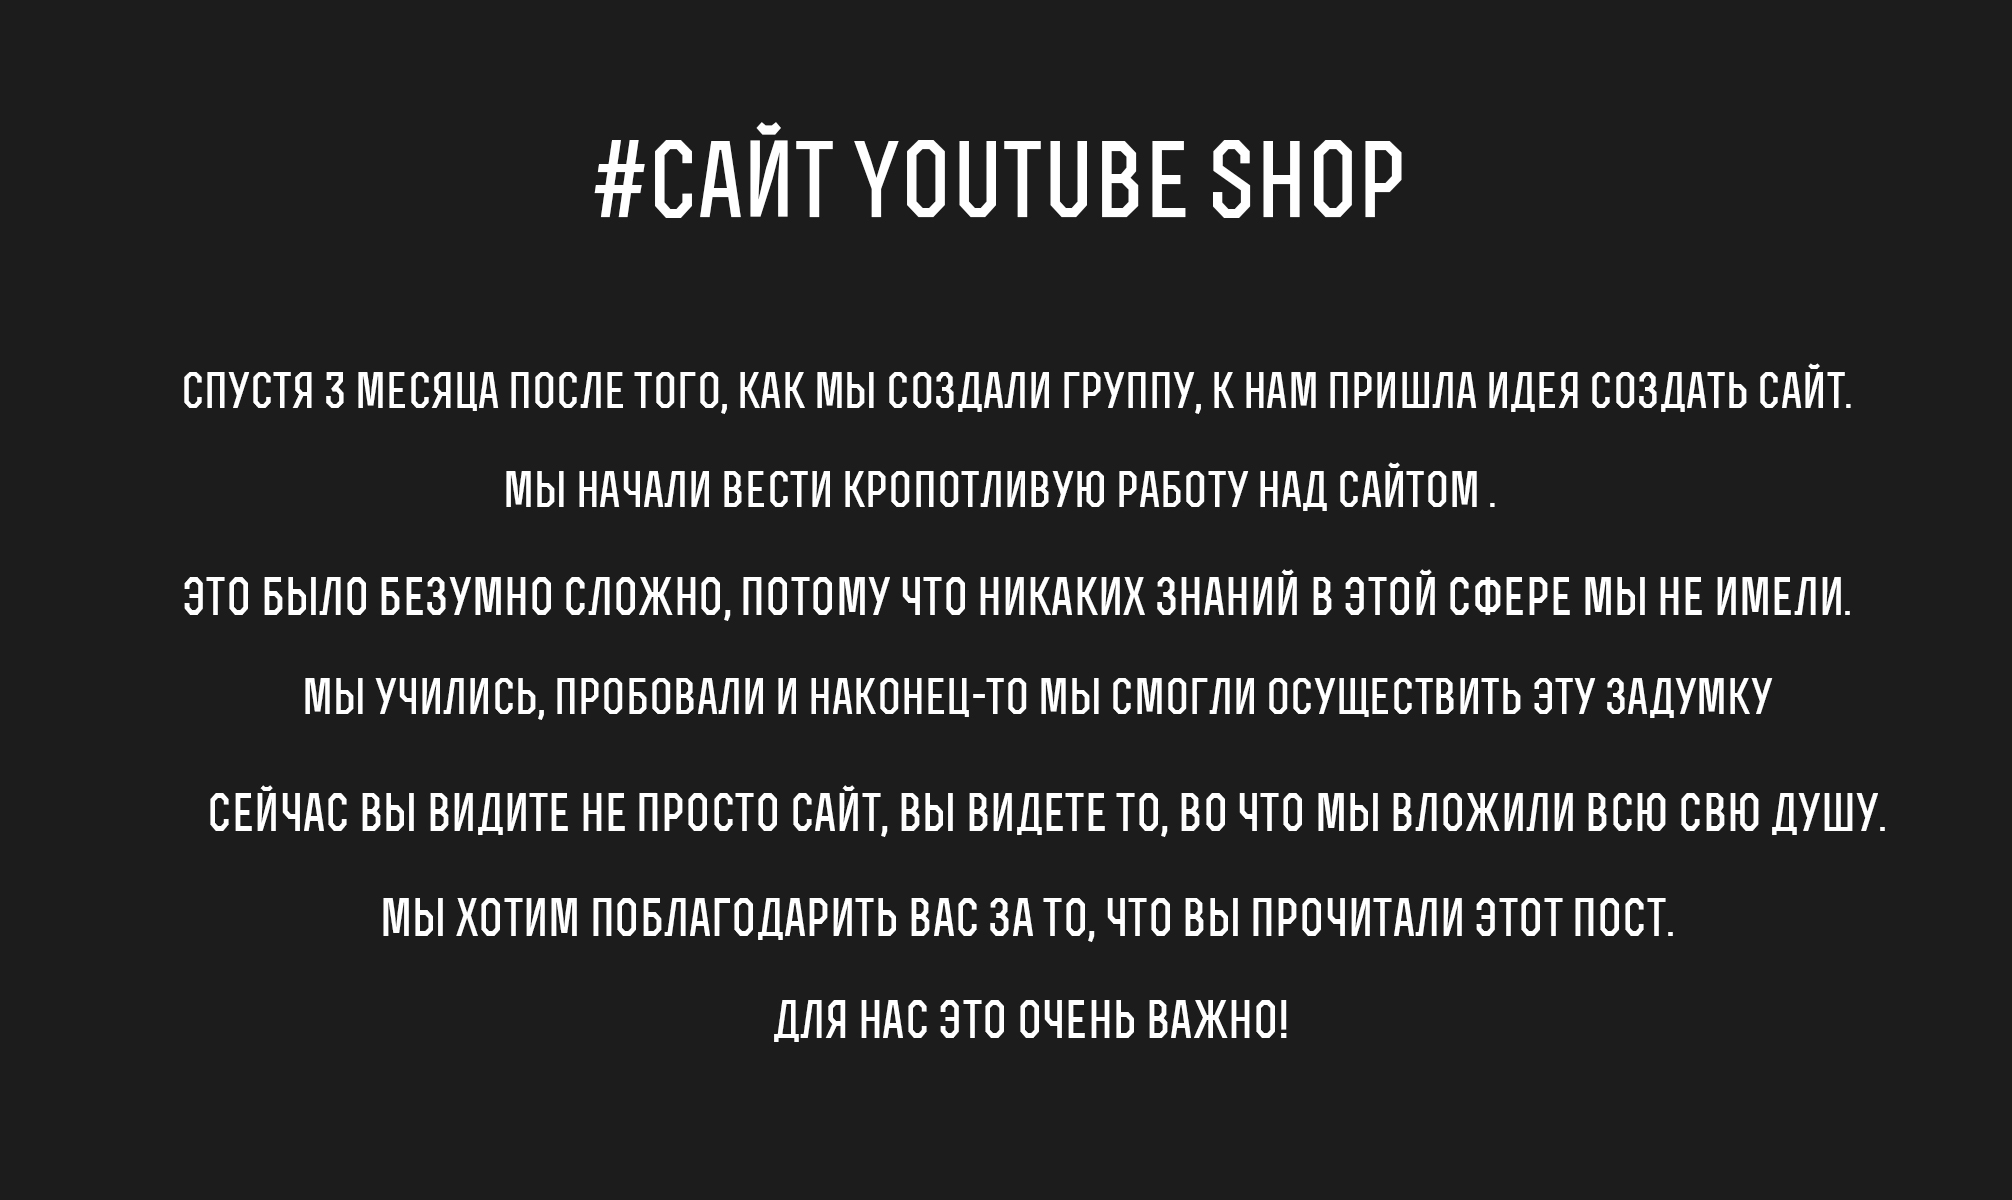 #САЙТ YOUTUBE SHOP
СПУСТЯ 3 МЕСЯЦА ПОСЛЕ ТОГО, КАК МЫ СОЗДАЛИ ГРУППУ, К НАМ ПРИШЛА ИДЕЯ СОЗДАТЬ САЙТ.
МЫ НАЧАЛИ ВЕСТИ КРОПОТЛИВУЮ РАБОТУ НАД САЙТОМ .
ЭТО БЫЛО БЕЗУМНО СЛОЖНО, ПОТОМУ ЧТО НИКАКИХ ЗНАНИЙ В ЭТОЙ СФЕРЕ МЫ НЕ ИМЕЛИ.
МЫ УЧИЛИСЬ, ПРОБОВАЛИ И НАКОНЕЦ-ТО МЫ СМОГЛИ ОСУЩЕСТВИТЬ ЭТУ ЗАДУМКУ
СЕЙЧАС ВЫ ВИДИТЕ НЕ ПРОСТО САЙТ, ВЫ ВИДЕТЕ ТО, ВО ЧТО МЫ ВЛОЖИЛИ ВСЮ СВЮ ДУШУ.
МЫ ХОТИМ ПОБЛАГОДАРИТЬ ВАС ЗА ТО, ЧТО ВЫ ПРОЧИТАЛИ ЭТОТ ПОСТ.
ДЛЯ НАС ЭТО ОЧЕНЬ ВАЖНО!